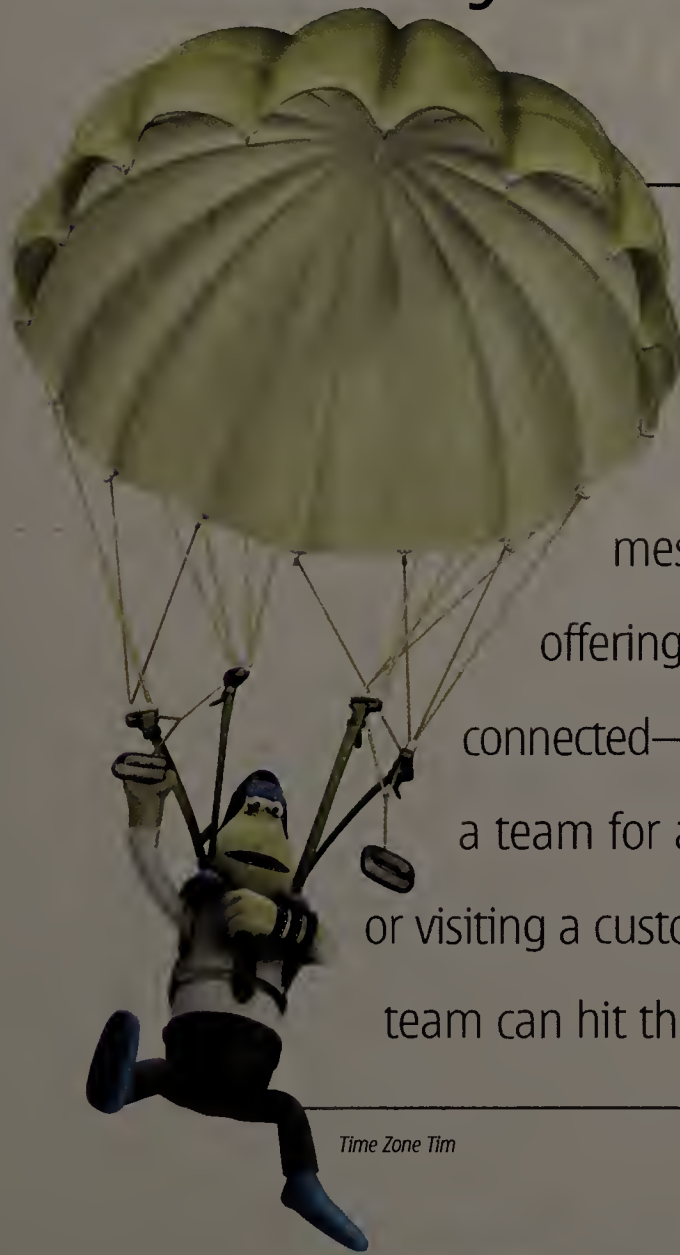 mes
offering
connected—
a team for a
or visiting a custo
team can hit th
Time Zone Tim